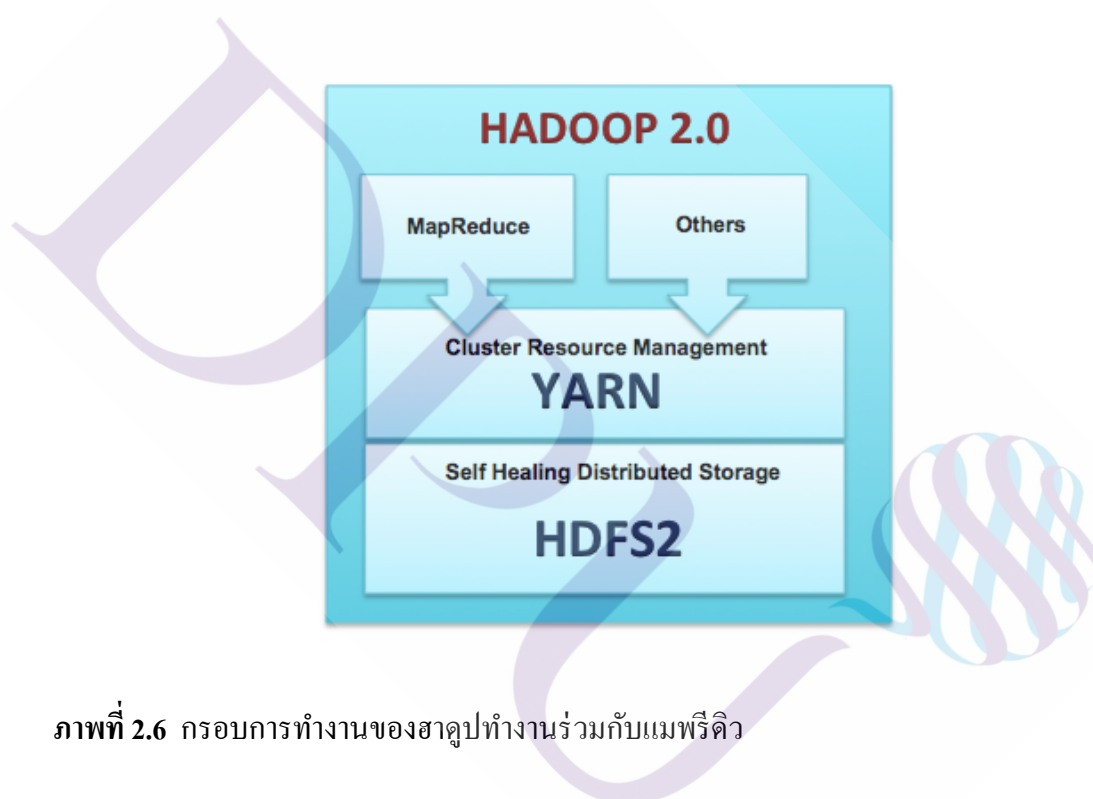 HADOOP 2.0
MapReduce
Others
Cluster Resource Management
YARN
Self Healing Distributed Storage
HDFS2
DPU
ภาพที่ 2.6 กรอบการทำงานของฮาดูปทำงานร่วมกับแมพรีดิว